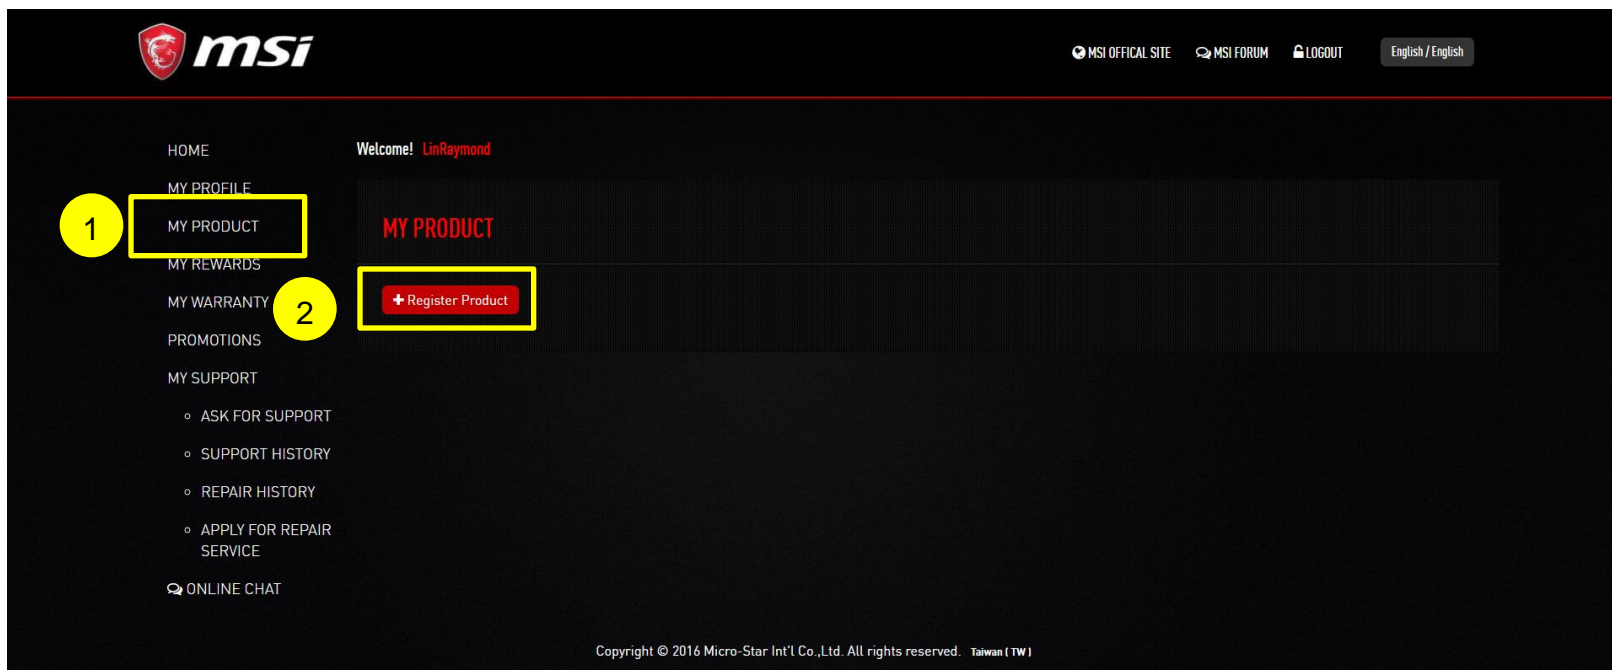 msi
MSI OFFICAL SITE MSI FORUM LOGOUT English / English
HOME
MY PROFILE
1
MY PRODUCT
MY REWARDS
MY WARRANTY
PROMOTIONS
MY SUPPORT
ASK FOR SUPPORT
SUPPORT HISTORY
REPAIR HISTORY
APPLY FOR REPAIR
SERVICE
ONLINE CHAT
Welcome! LinRaymond
MY PRODUCT
2
+ Register Product
Copyright © 2016 Micro-Star Int'l Co.,Ltd. All rights reserved. Taiwan ( TW )